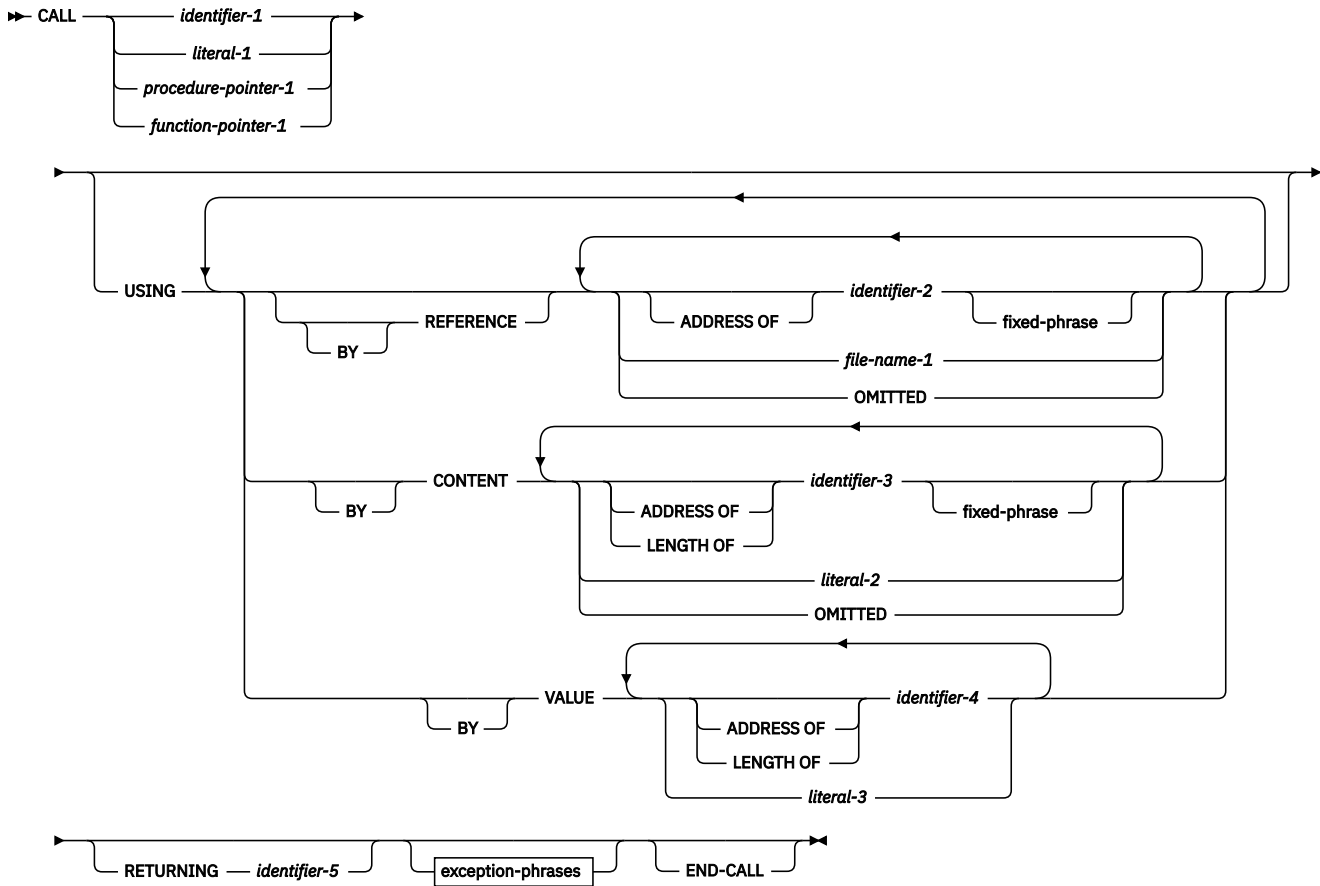 CALL identifier-1
literal-1
procedure-pointer-1
function-pointer-1
USING REFERENCE ADDRESS OF identifier-2 fixed-phrase
BY
file-name-1
OMITTED
CONTENT identifier-3
BY ADDRESS OF fixed-phrase
LENGTH OF
literal-2
OMITTED
VALUE identifier-4
BY ADDRESS OF
LENGTH OF
literal-3
RETURNING identifier-5 exception-phrases END-CALL